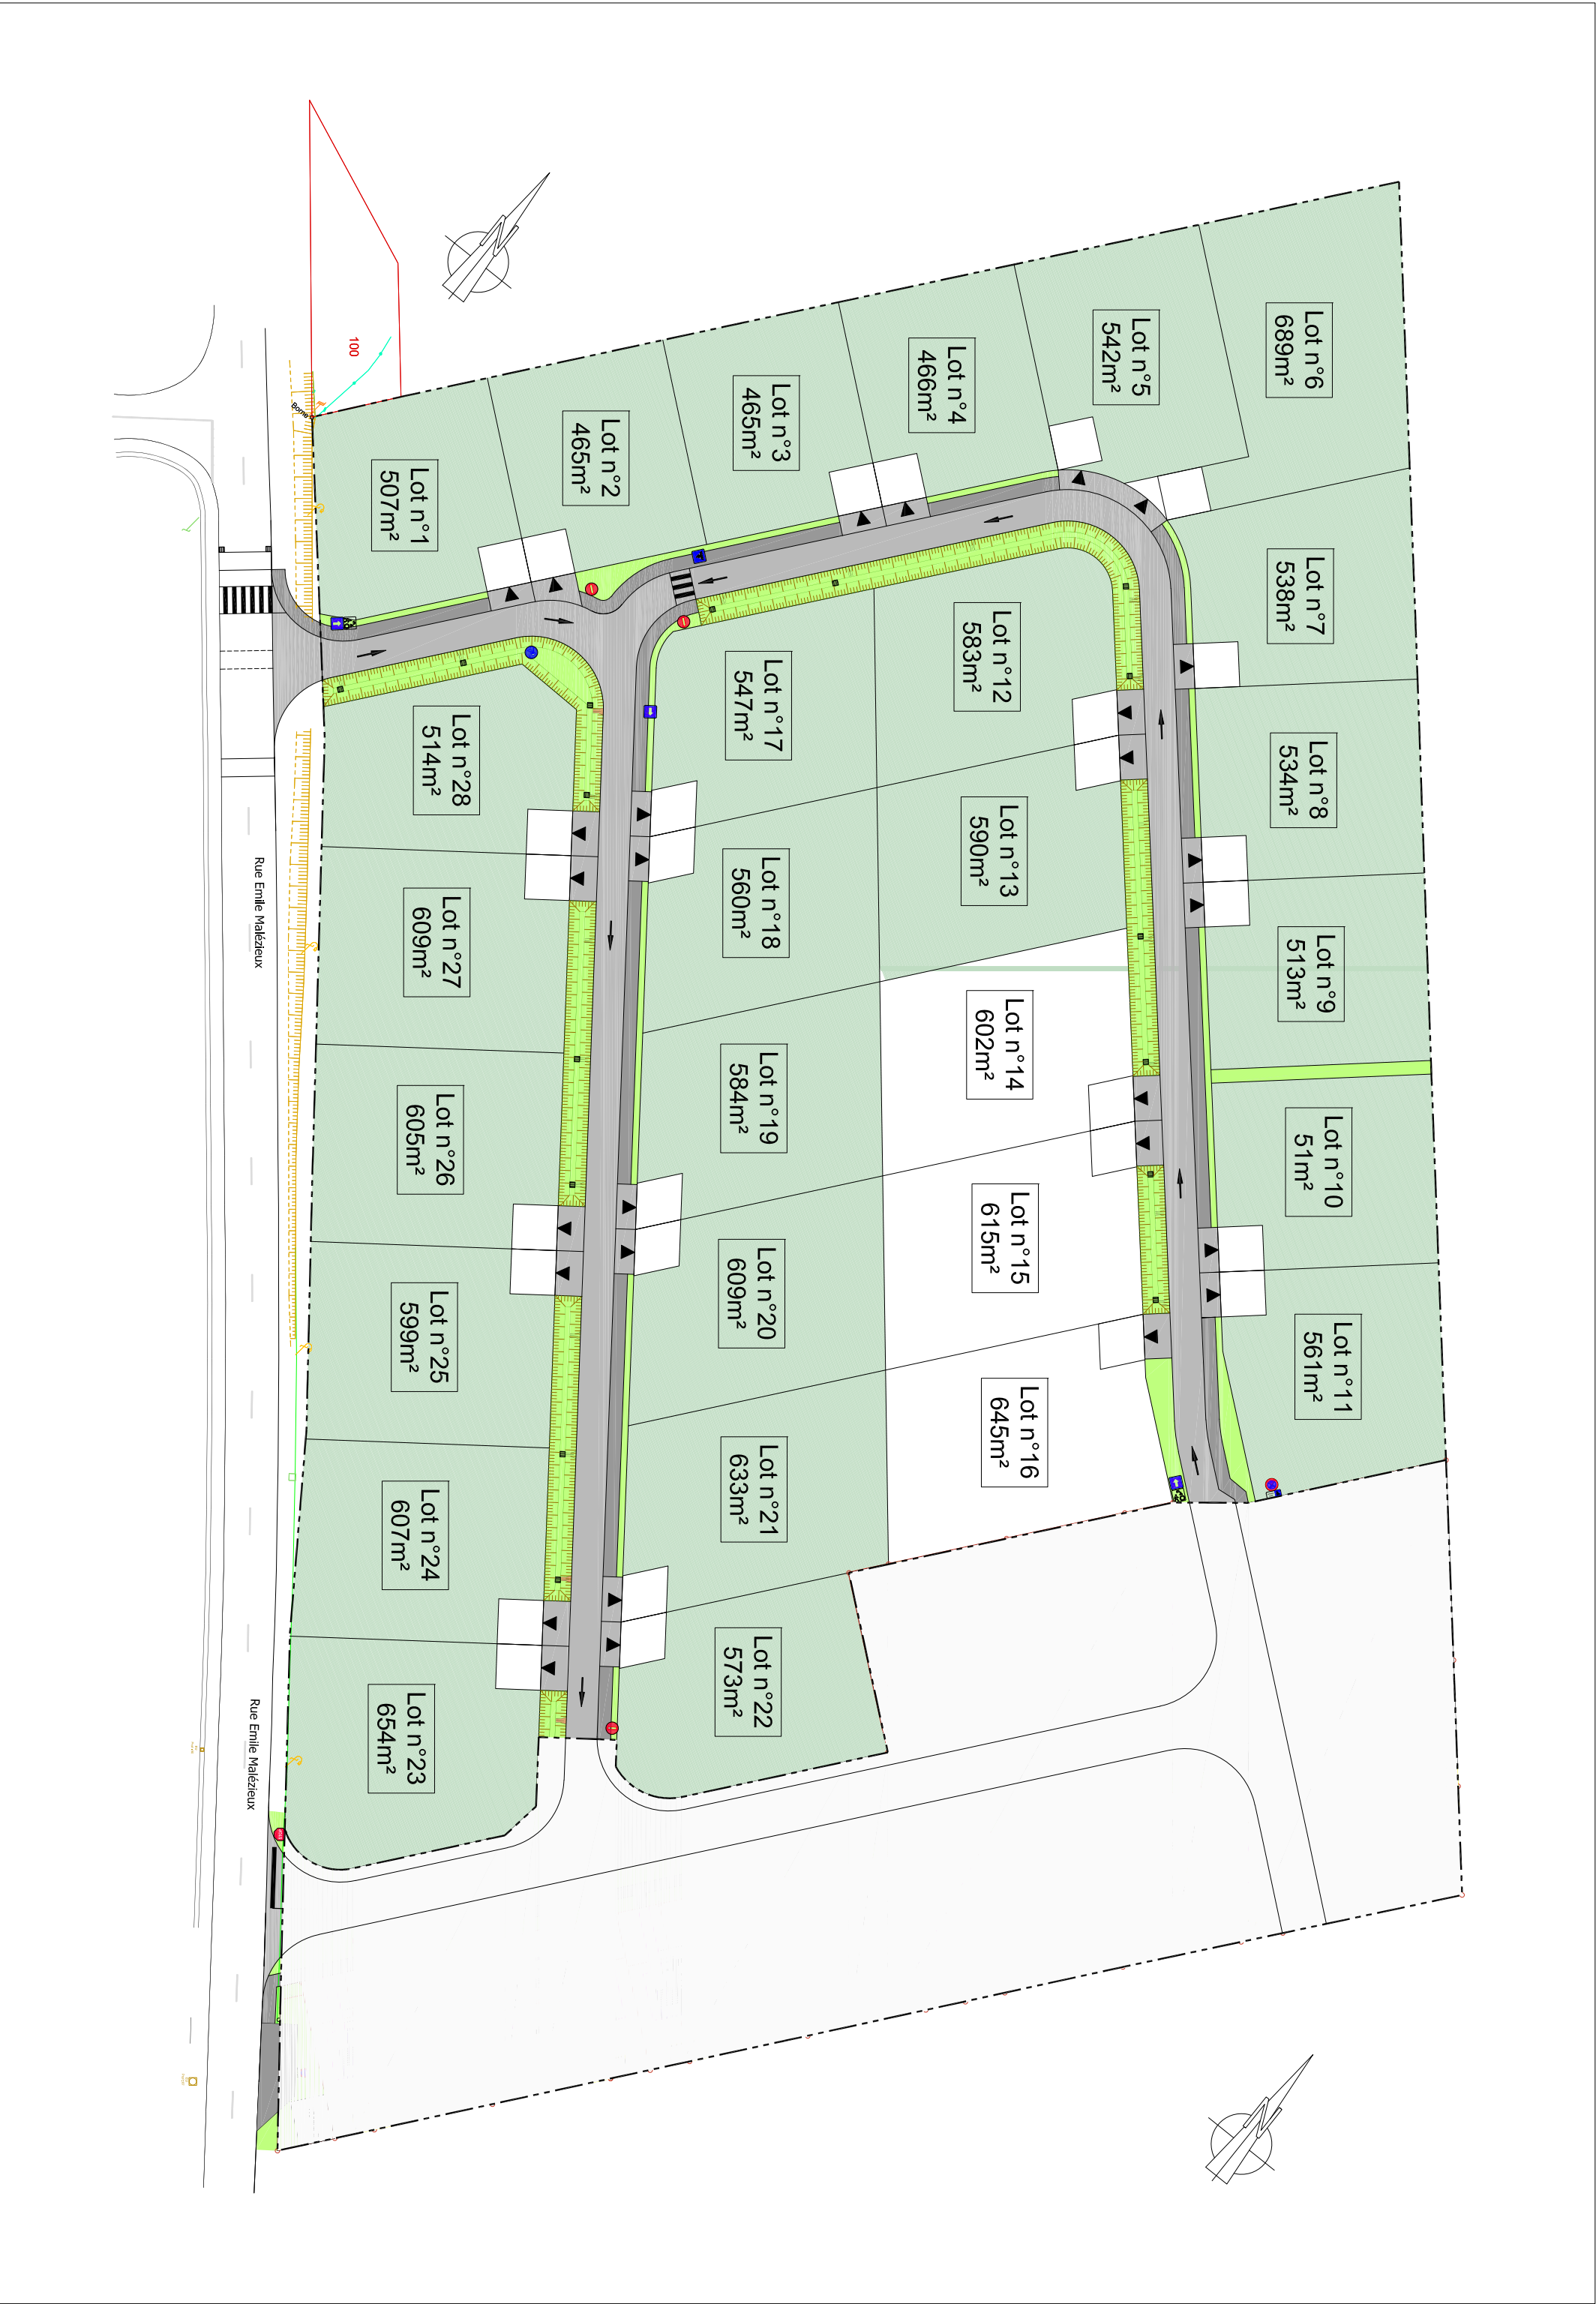 Lot n°1
507m²
Lot n°2
465m²
Lot n°3
465m²
Lot n°4
466m²
Lot n°5
542m²
Lot n°6
689m²
Lot n°7
538m²
Lot n°8
534m²
Lot n°9
513m²
Lot n°10
51m²
Lot n°11
561m²
Lot n°12
583m²
Lot n°13
590m²
Lot n°14
602m²
Lot n°15
615m²
Lot n°16
645m²
Lot n°17
547m²
Lot n°18
560m²
Lot n°19
584m²
Lot n°20
609m²
Lot n°21
633m²
Lot n°22
573m²
Lot n°23
654m²
Lot n°24
607m²
Lot n°25
599m²
Lot n°26
605m²
Lot n°27
609m²
Lot n°28
514m²
100
Borne
Rue Emile Malézieux
Rue Emile Malézieux
N
N